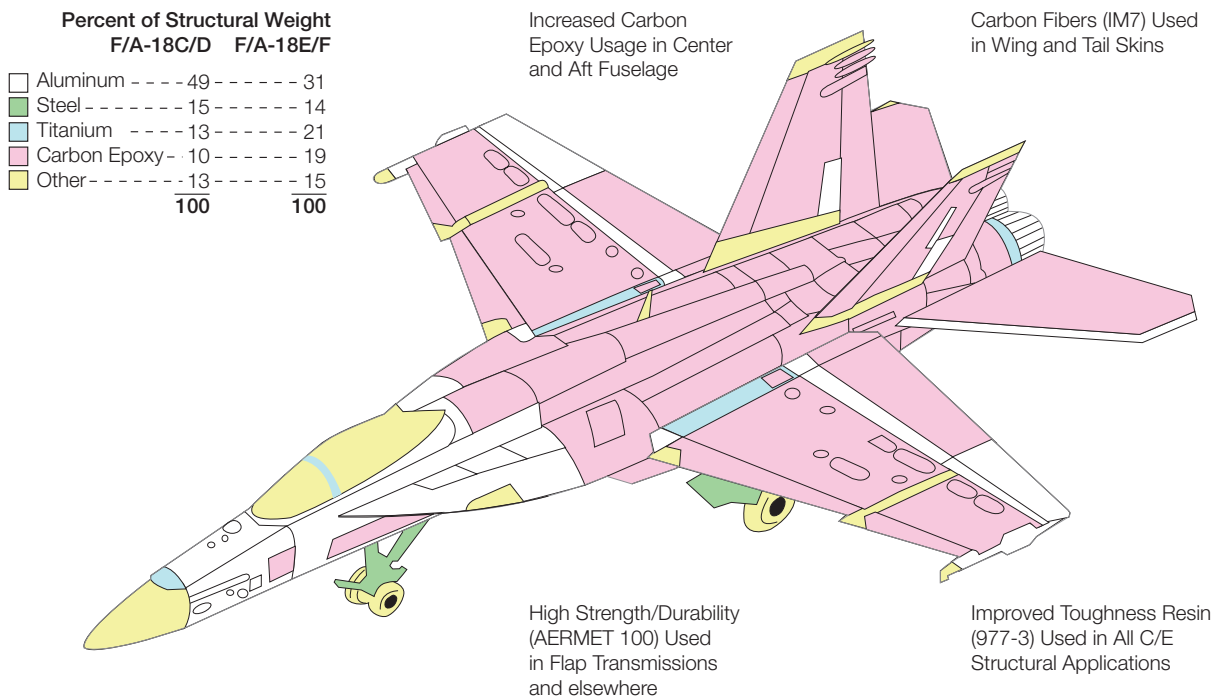 Percent of Structural Weight
F/A-18C/D F/A-18E/F
Aluminum - - - - 49 - - - - - - 31
Steel - - - - - - - - 15 - - - - - - 14
Titanium - - - - - 13 - - - - - - 21
Carbon Epoxy - 10 - - - - - - 19
Other - - - - - - - - 13 - - - - - - 15
100 100
Increased Carbon
Epoxy Usage in Center
and Aft Fuselage
Carbon Fibers (IM7) Used
in Wing and Tail Skins
High Strength/Durability
(AERMET 100) Used
in Flap Transmissions
and elsewhere
Improved Toughness Resin
(977-3) Used in All C/E
Structural Applications